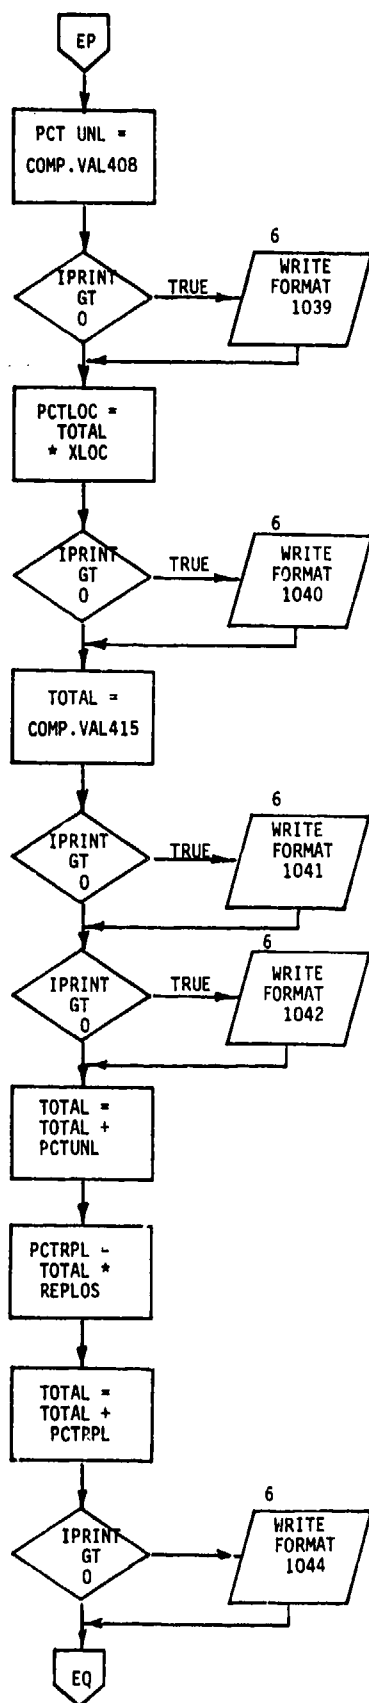 EP
PCT UNL =
COMP.VAL408
IPRINT
GT
0
TRUE
6
WRITE
FORMAT
1039
PCTLOC =
TOTAL
* XLOC
IPRINT
GT
0
TRUE
6
WRITE
FORMAT
1040
TOTAL =
COMP.VAL415
IPRINT
GT
0
TRUE
6
WRITE
FORMAT
1041
IPRINT
GT
0
TRUE
6
WRITE
FORMAT
1042
TOTAL =
TOTAL +
PCTUNL
PCTRPL -
TOTAL *
REPLOS
TOTAL =
TOTAL +
PCTRPL
IPRINT
GT
0
6
WRITE
FORMAT
1044
EQ